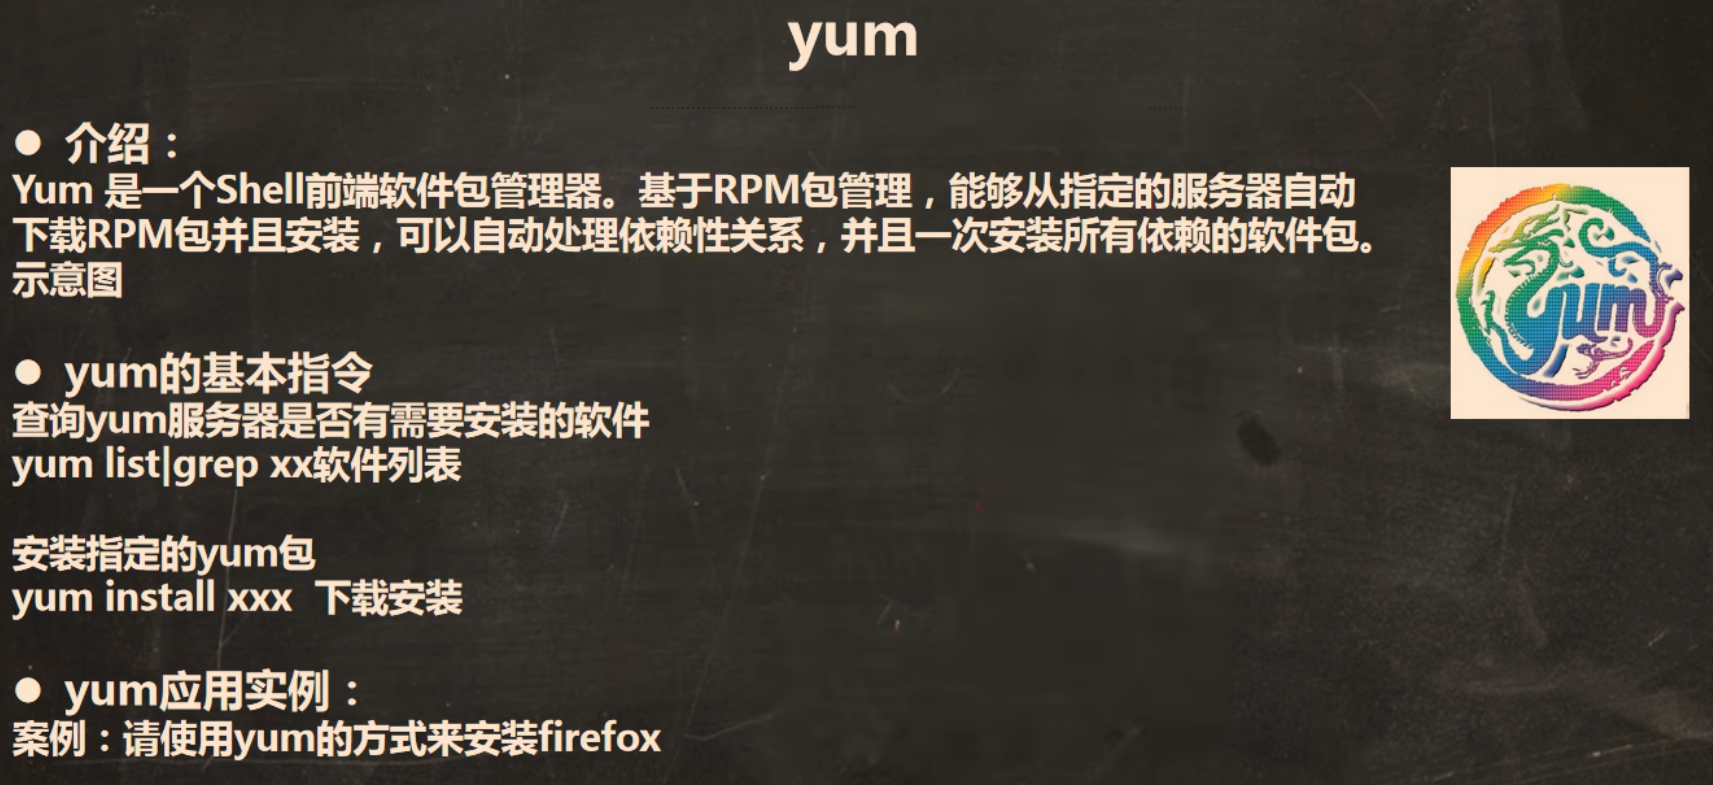 yum
● 介绍：
Yum 是一个Shell前端软件包管理器。基于RPM包管理，能够从指定的服务器自动
下载RPM包并且安装，可以自动处理依赖性关系，并且一次安装所有依赖的软件包。
示意图
yum
● yum的基本指令
查询yum服务器是否有需要安装的软件
yum list|grep xx软件列表
安装指定的yum包
yum install xxx  下载安装
● yum应用实例：
案例：请使用yum的方式来安装firefox